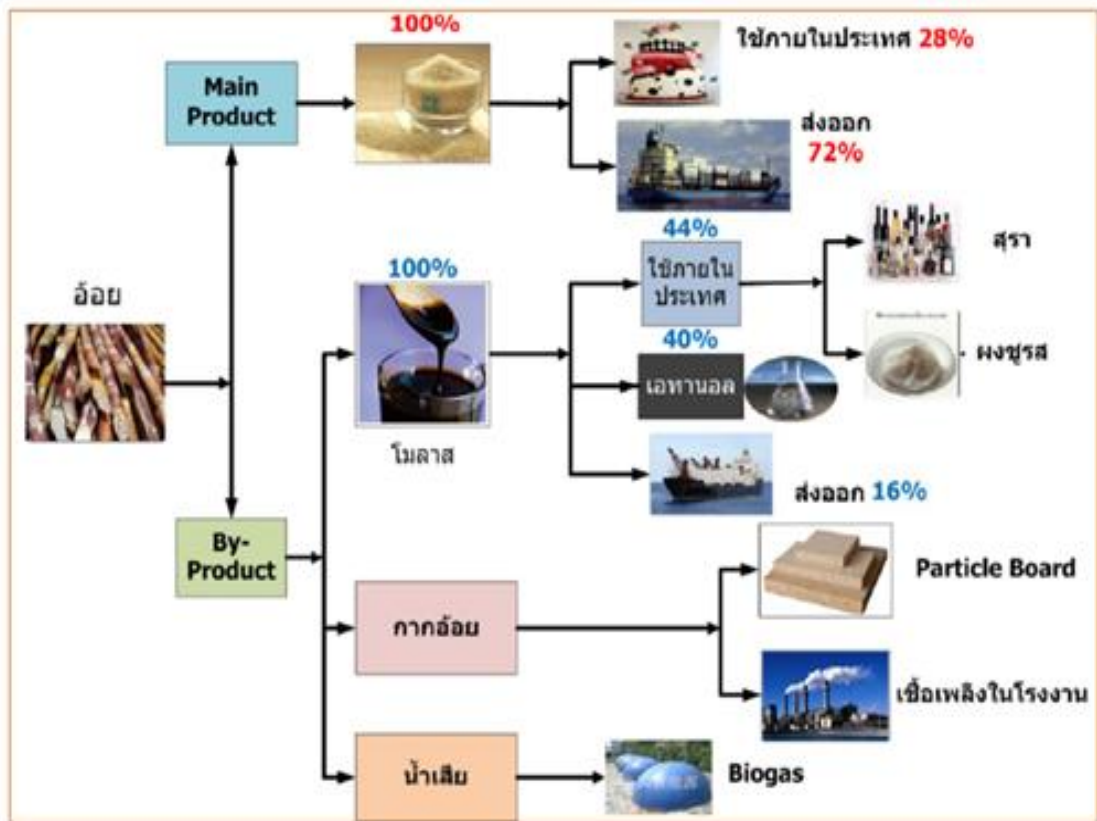 100%
ใช้ภายในประเทศ 28%
Main
Product
ส่งออก
72%
44%
100%
ใช้ภายใน
ประเทศ
สุรา
อ้อย
40%
เอทานอล
ผงชูรส
โมลาส
ส่งออก 16%
By-
Product
Particle Board
กากอ้อย
เชื้อเพลิงในโรงงาน
น้ำเสีย
Biogas